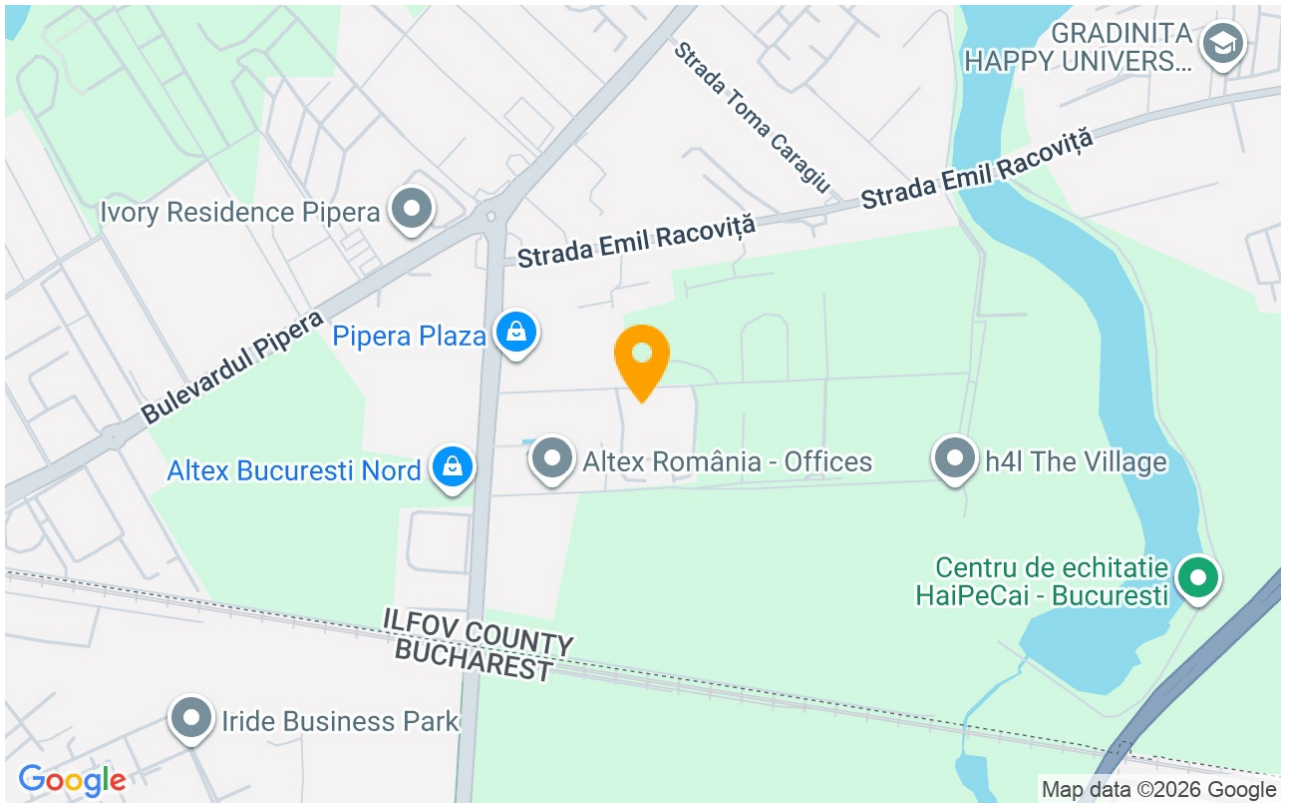 GRADINITA
HAPPY UNIVERS...
Strada Toma Caragiu
Strada Emil Racoviță
Strada Emil Racoviță
Ivory Residence Pipera
Pipera Plaza
Bulevardul Pipera
Altex Bucuresti Nord
Altex România - Offices
h4l The Village
Centru de echitatie
HaiPeCai - Bucuresti
ILFOV COUNTY
BUCHAREST
Iride Business Park
Google
Map data ©2026 Google